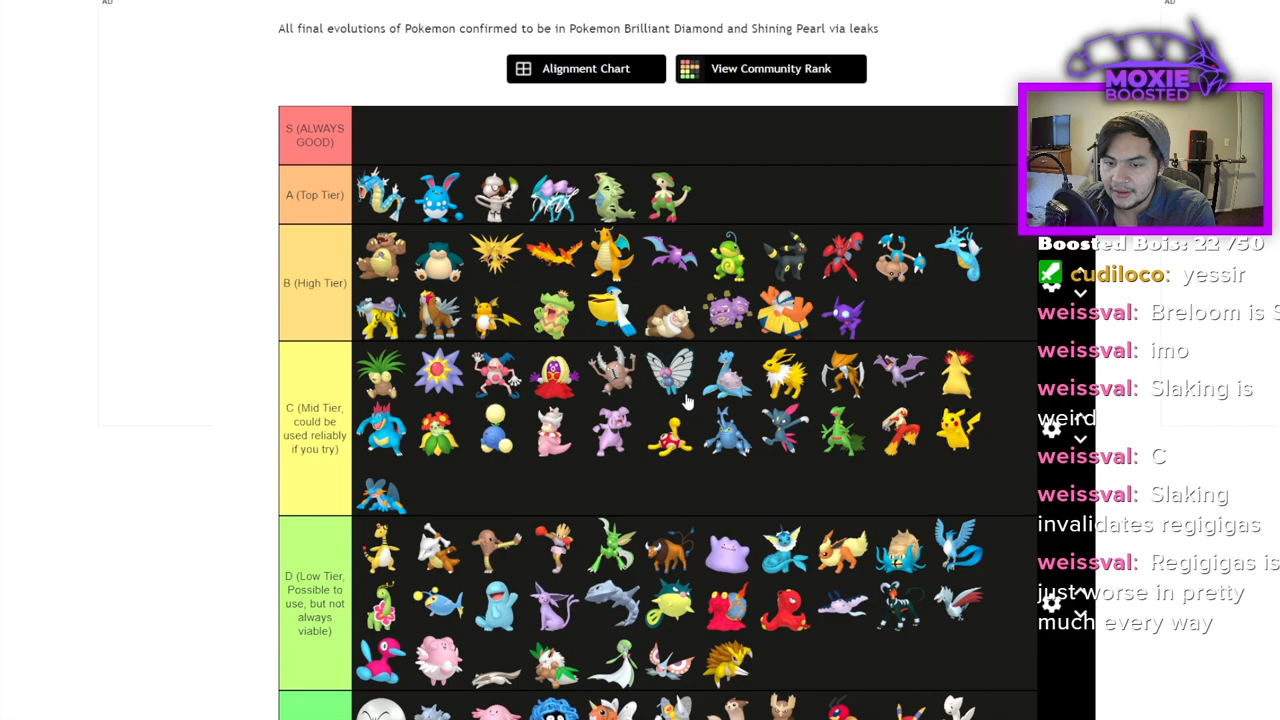 AD
AD
All final evolutions of Pokemon confirmed to be in Pokemon Brilliant Diamond and Shining Pearl via leaks
Alignment Chart
View Community Rank
MOXIE
BOOSTED
S (ALWAYS
GOOD)
A (Top Tier)
B (High Tier)
C (Mid Tier,
could be
used reliably
if you try)
D (Low Tier,
Possible to
use, but not
always
viable)
Boosted Bois: 22 /50
cudiloco: yessir
weissval: Breloom is S
weissval: imo
weissval: Slaking is
weird
weissval: C
weissval: Slaking
invalidates regigigas
weissval: Regigigas is
just worse in pretty
much every way